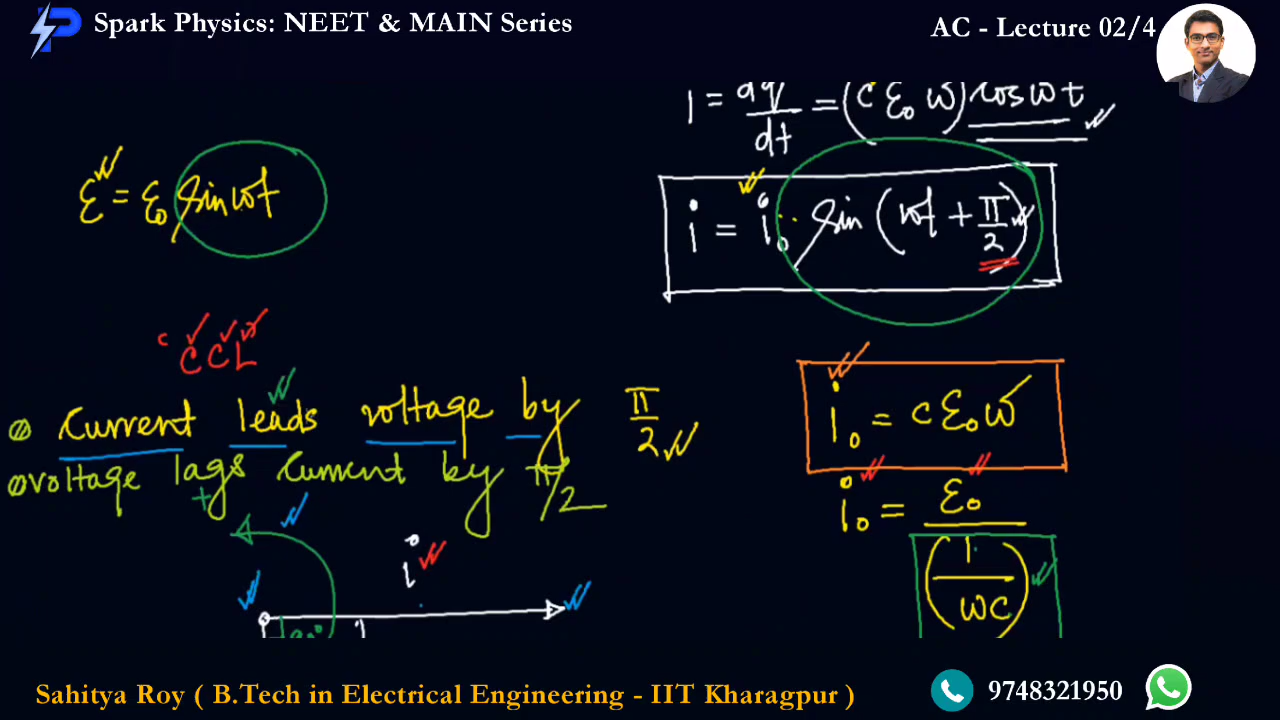 Spark Physics: NEET & MAIN Series
AC - Lecture 02/4
i = dq/dt = (C ε₀ ω) cos ωt
ε = ε₀ sin ωt
i = i₀ sin (ωt + π/2)
C C L
Current leads voltage by π/2
voltage lags current by π/2
i₀ = C ε₀ ω
i₀ = ε₀ / (1/ωC)
+
i
90°
Sahitya Roy ( B.Tech in Electrical Engineering - IIT Kharagpur )
9748321950